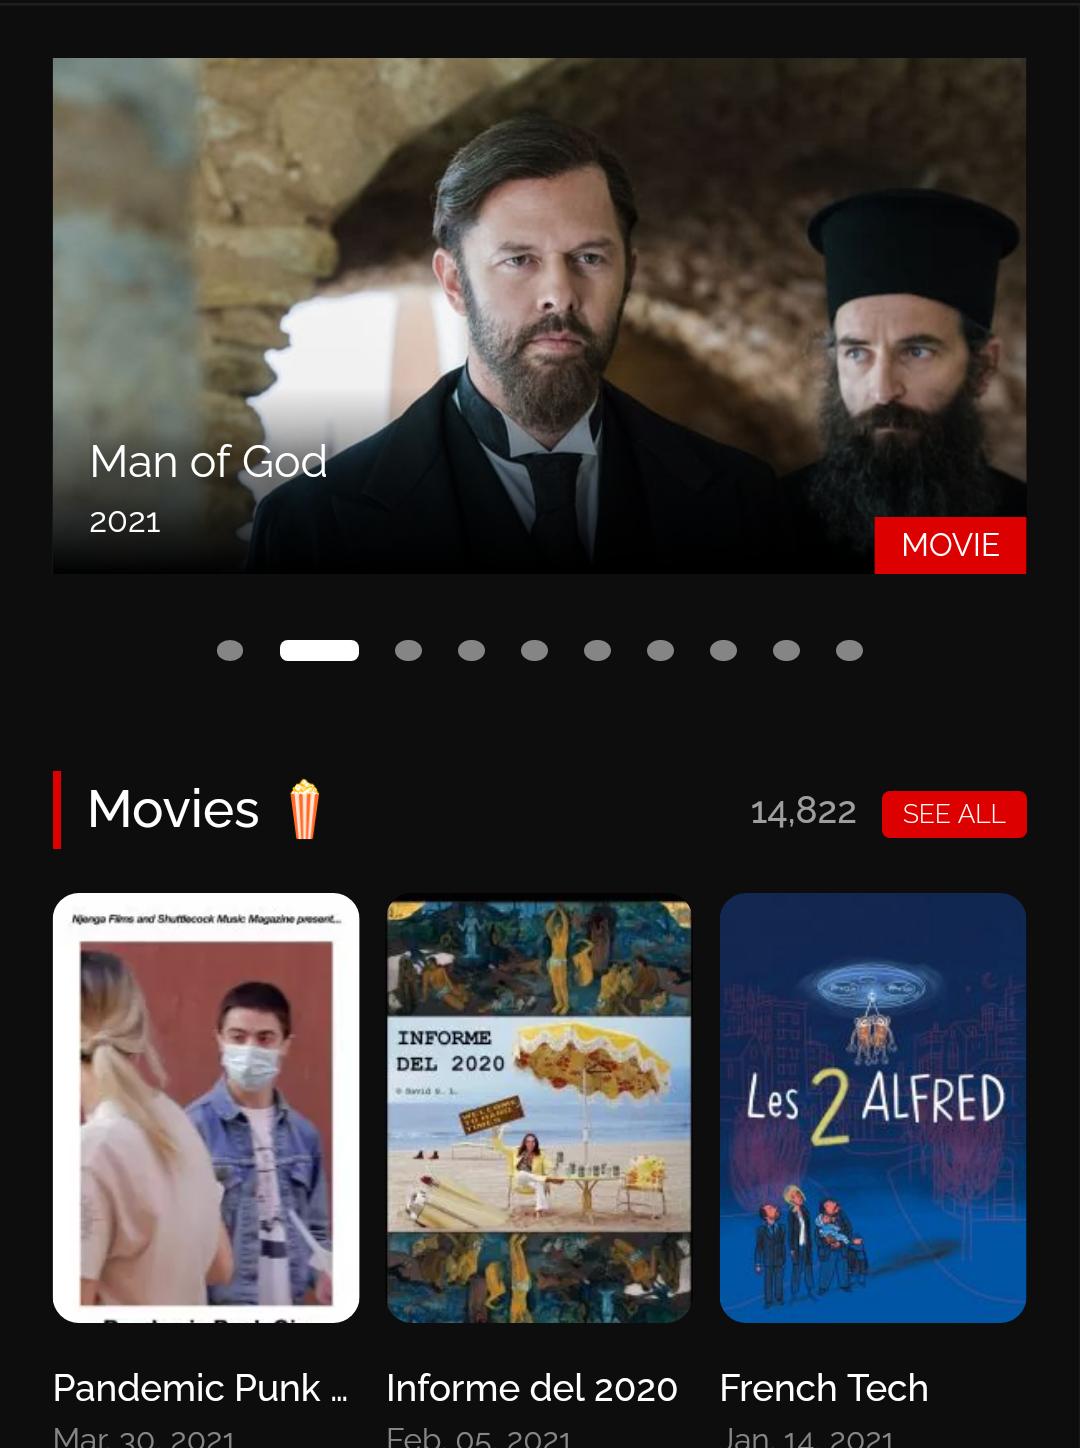 Man of God
2021
MOVIE
Movies
14,822
SEE ALL
Njenga Films and Shuttlecock Music Magazine present...
INFORME
DEL 2020
© David S. L.
WELCOME
TO HARD
TIMES
Les 2 ALFRED
Pandemic Punk ...
Mar. 30, 2021
Informe del 2020
Feb. 05, 2021
French Tech
Jan. 14, 2021